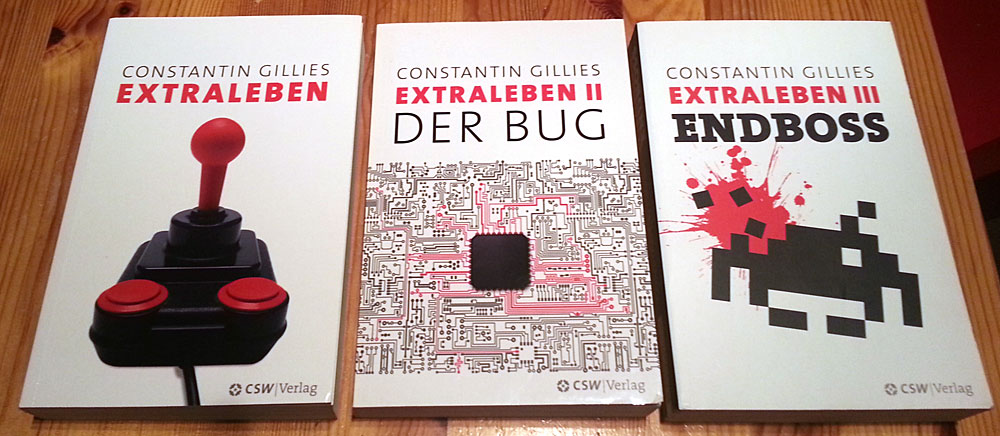 CONSTANTIN GILLIES
EXTRALEBEN
CSW|Verlag
CONSTANTIN GILLIES
EXTRALEBEN II
DER BUG
CSW|Verlag
CONSTANTIN GILLIES
EXTRALEBEN III
ENDBOSS
CSW|Verlag